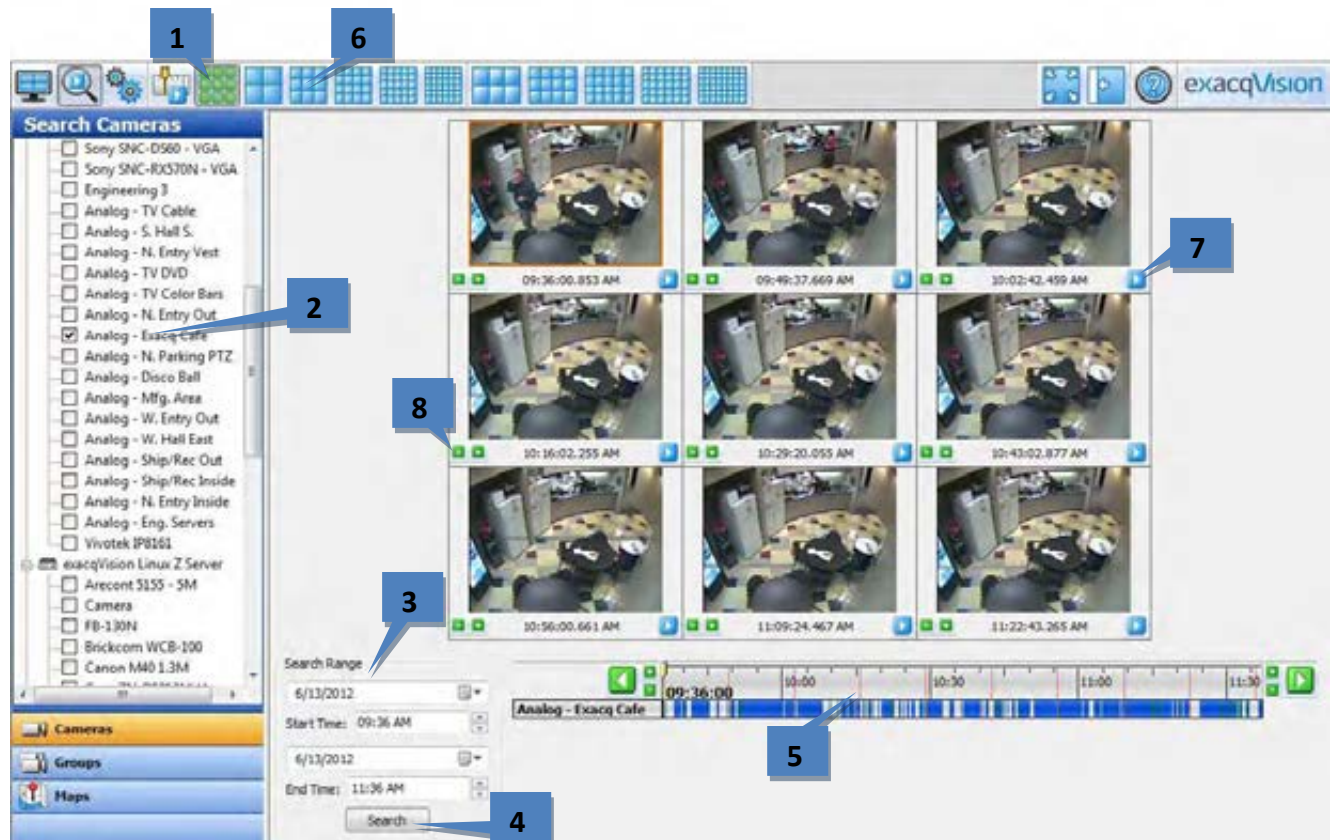 1
6
exacqVision
Search Cameras
Sony SNC-DS60 - VGA
Sony SNC-RX570N - VGA
Engineering 3
Analog - TV Cable
Analog - S. Hall S.
Analog - N. Entry Vest
Analog - TV DVD
Analog - TV Color Bars
Analog - N. Entry Out
Analog - Exacq Cafe
Analog - N. Parking PTZ
Analog - Disco Ball
Analog - Mfg. Area
Analog - W. Entry Out
Analog - W. Hall East
Analog - Ship/Rec Out
Analog - Ship/Rec Inside
Analog - N. Entry Inside
Analog - Eng. Servers
Vivotek IP8161
exacqVision Linux Z Server
Arecont 5155 - 5M
Camera
FB-130N
Brickcom WCB-100
Canon M40 1.3M
Cameras
Groups
Maps
2
7
8
09:36:00.853 AM 09:49:37.669 AM 10:02:42.459 AM
10:16:02.255 AM 10:29:20.055 AM 10:43:02.877 AM
10:56:00.661 AM 11:09:24.467 AM 11:22:43.265 AM
3
Search Range
6/13/2012
Start Time: 09:36 AM
6/13/2012
End Time: 11:36 AM
Search
4
09:36:00 10:00 10:30 11:00 11:30
Analog - Exacq Cafe
5